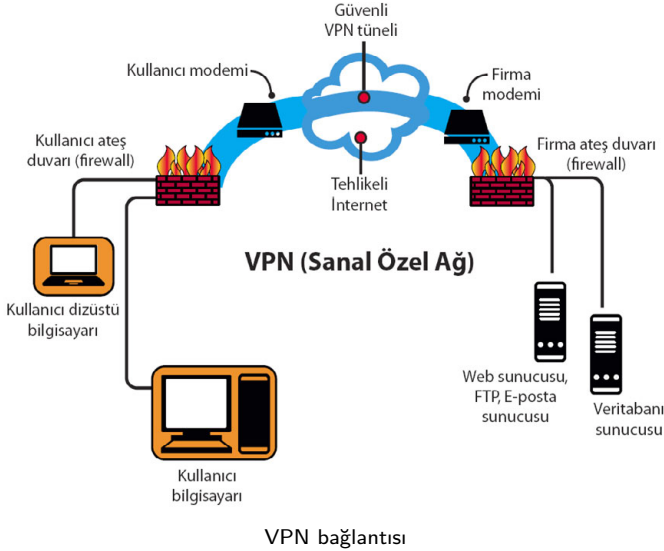 Güvenli
VPN tüneli
Kullanıcı modemi
Firma
modemi
Kullanıcı ateş
duvarı (firewall)
Firma ateş duvarı
(firewall)
Tehlikeli
İnternet
VPN (Sanal Özel Ağ)
Kullanıcı dizüstü
bilgisayarı
Web sunucusu,
FTP, E-posta
sunucusu
Veritabanı
sunucusu
Kullanıcı
bilgisayarı
VPN bağlantısı